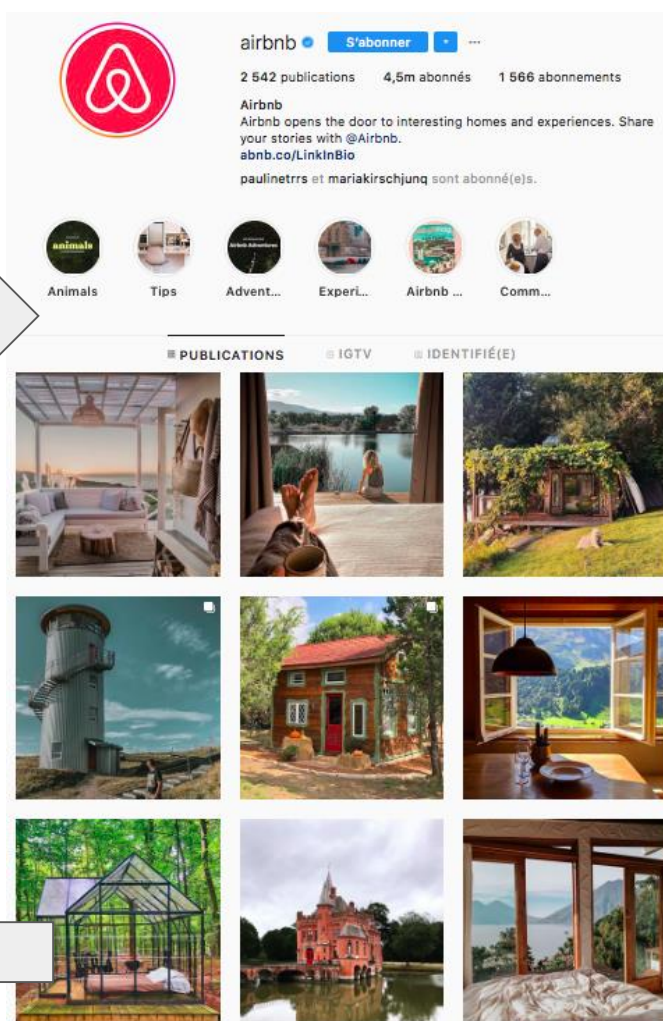 airbnb
S'abonner
2 542 publications 4,5m abonnés 1 566 abonnements
Airbnb
Airbnb opens the door to interesting homes and experiences. Share
your stories with @Airbnb.
abnb.co/LinkInBio
paulinetrrs et mariakirschjung sont abonné(e)s.
animals
Airbnb Adventures
Animals Tips Advent... Experi... Airbnb ... Comm...
PUBLICATIONS IGTV IDENTIFIÉ(E)